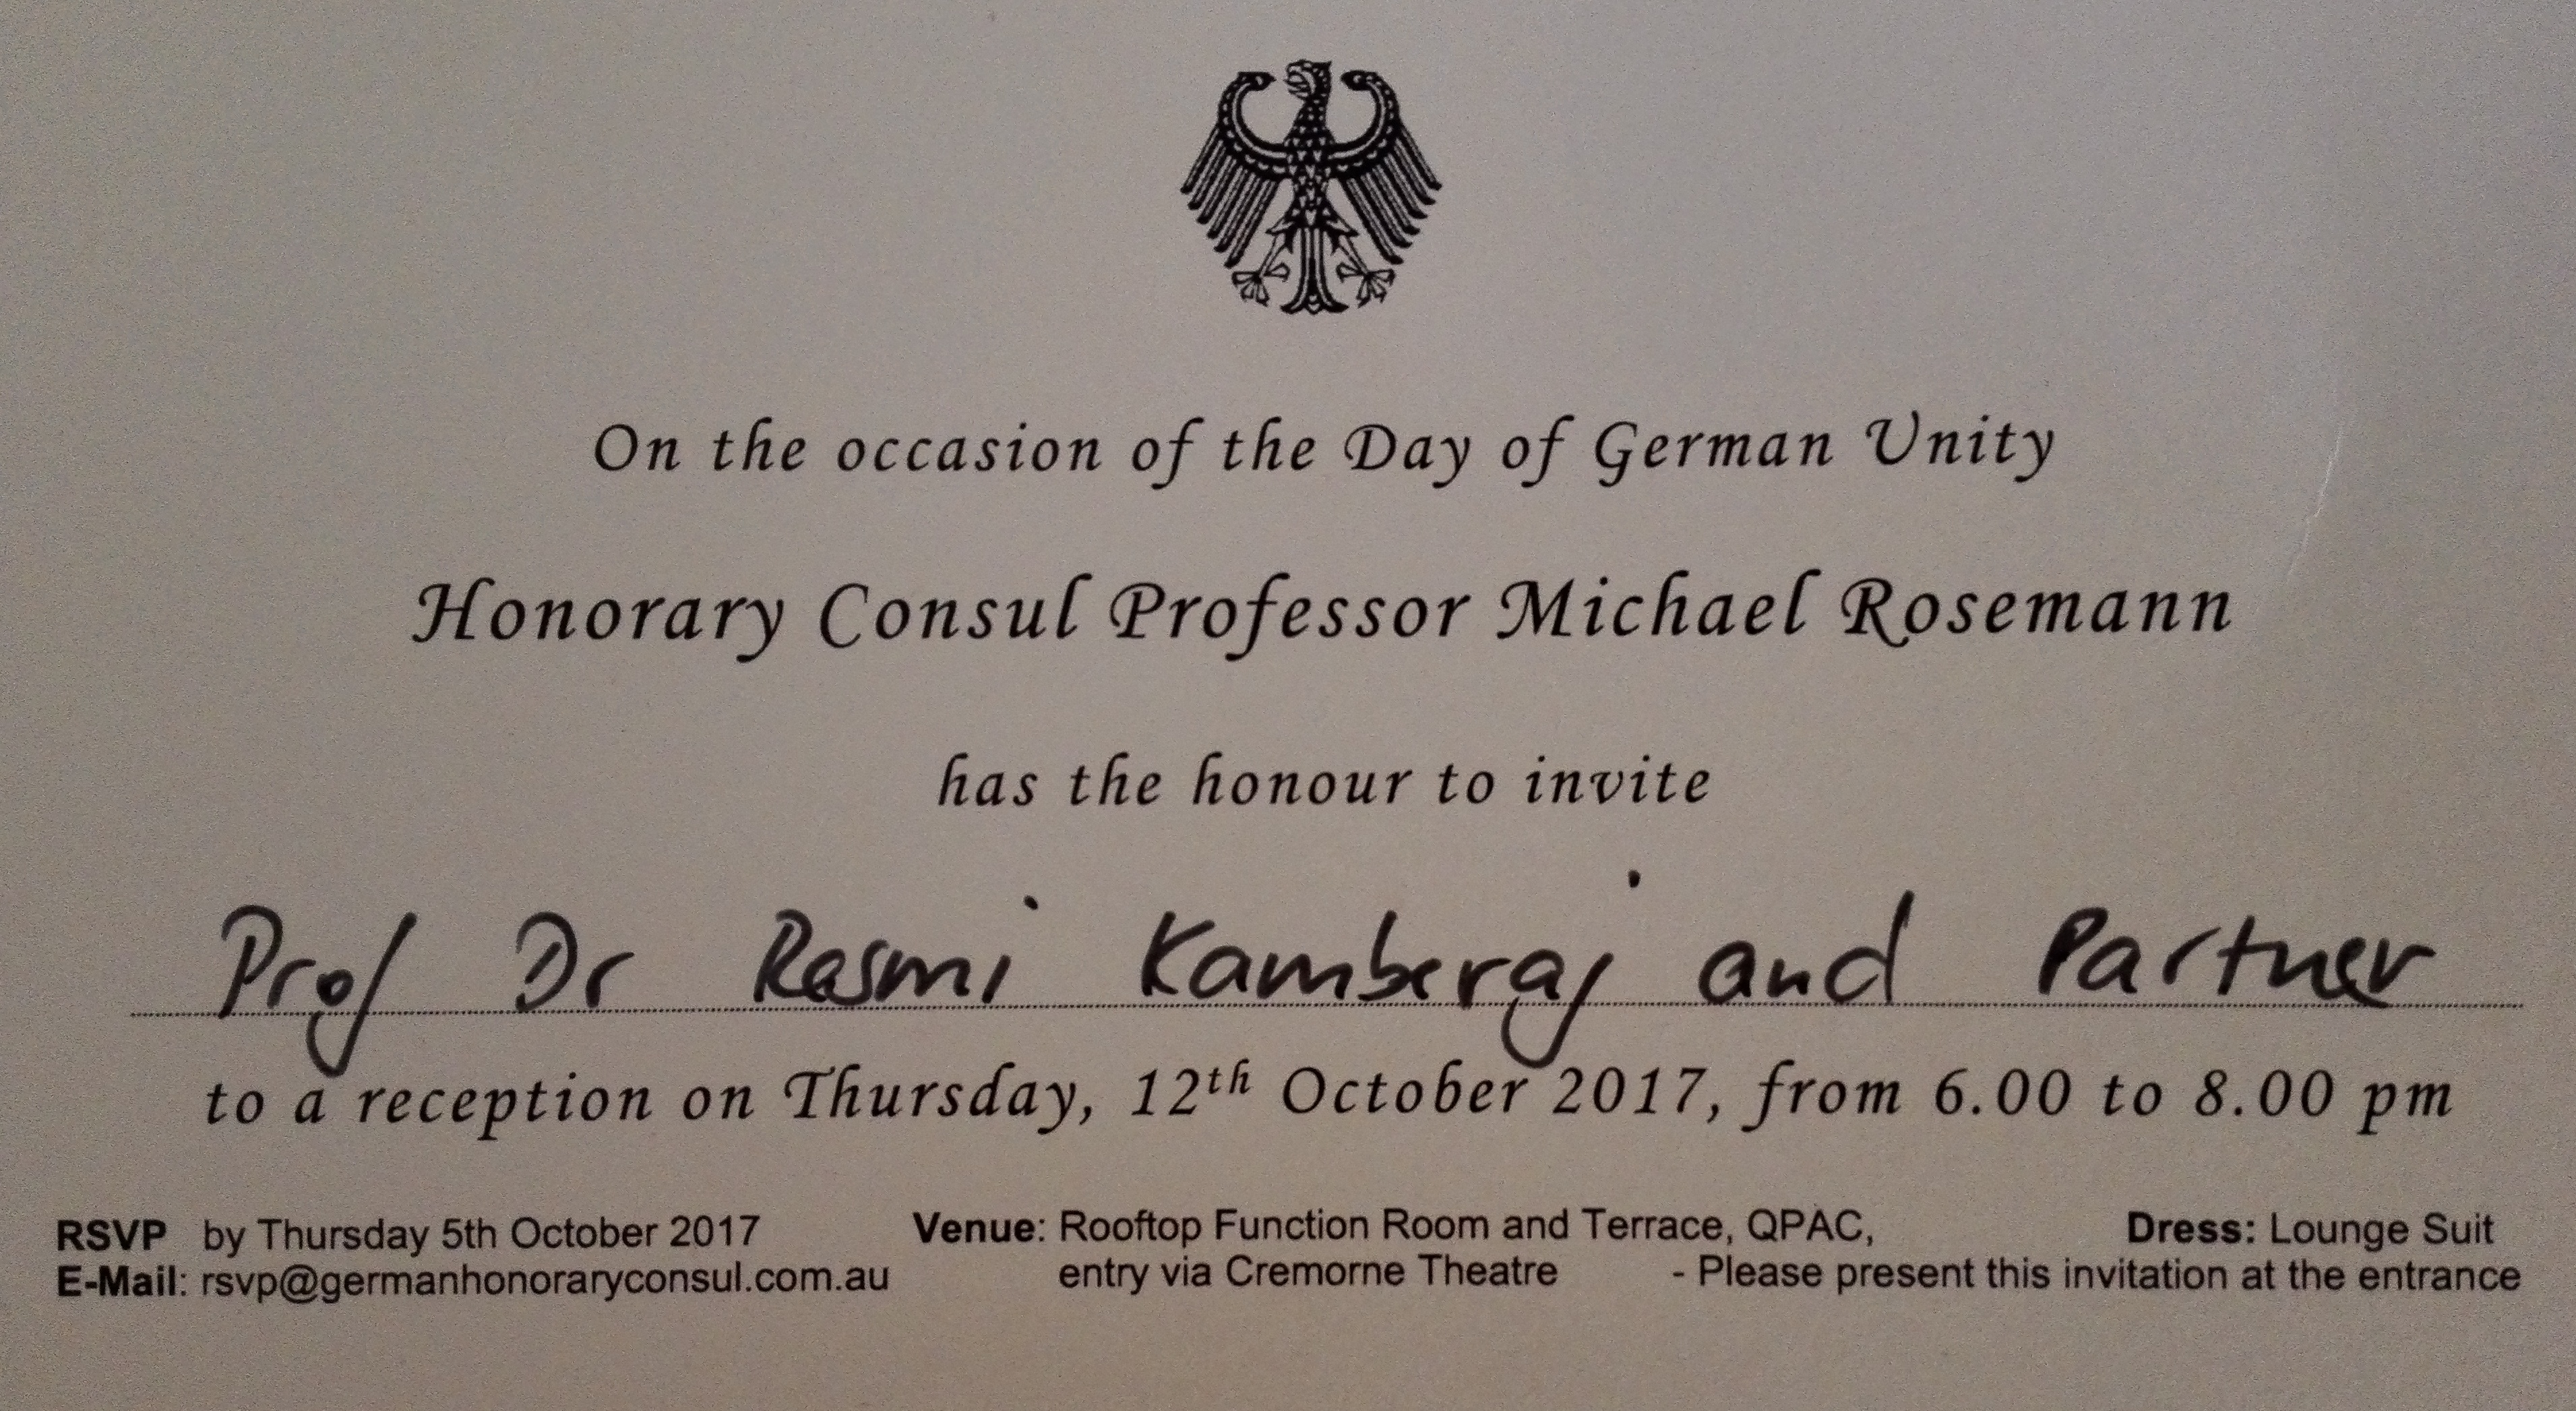 On the occasion of the Day of German Unity
Honorary Consul Professor Michael Rosemann
has the honour to invite
Prof Dr Resmi Kamberaj and Partner
to a reception on Thursday, 12th October 2017, from 6.00 to 8.00 pm
RSVP by Thursday 5th October 2017
E-Mail: rsvp@germanhonoraryconsul.com.au
Venue: Rooftop Function Room and Terrace, QPAC,
entry via Cremorne Theatre
Dress: Lounge Suit
- Please present this invitation at the entrance